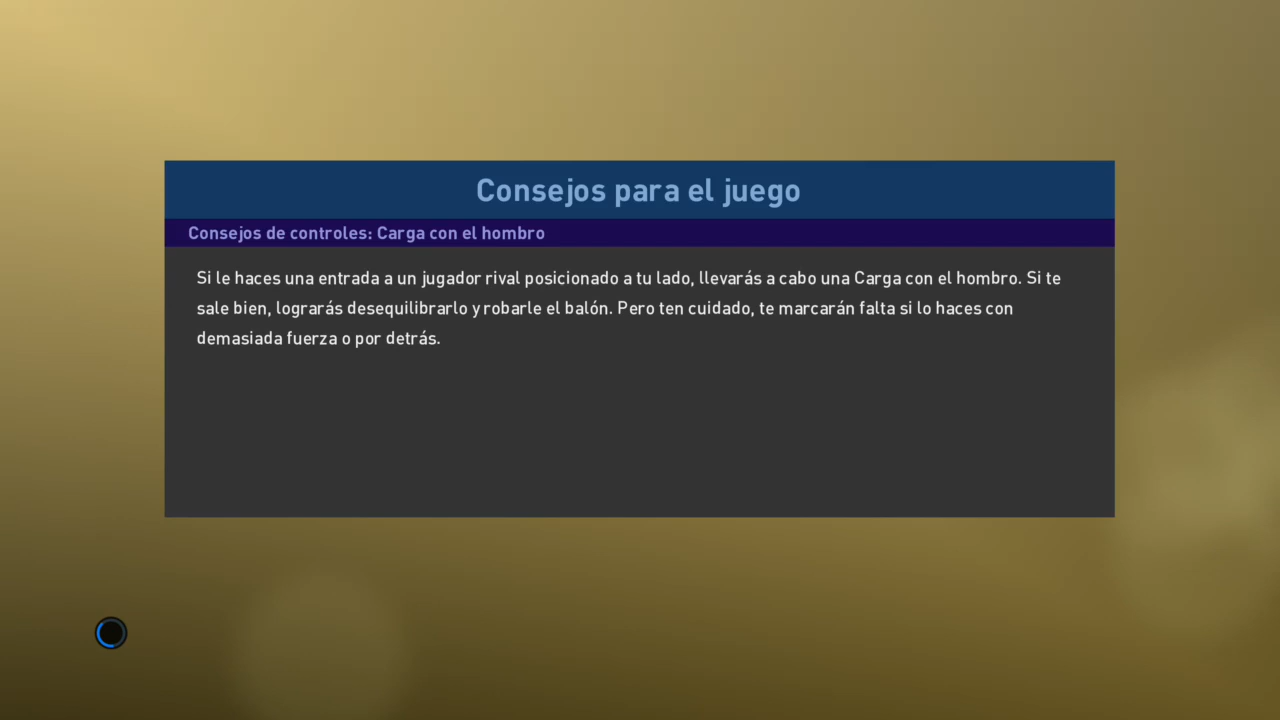 Consejos para el juego
Consejos de controles: Carga con el hombro
Si le haces una entrada a un jugador rival posicionado a tu lado, llevarás a cabo una Carga con el hombro. Si te
sale bien, lograrás desequilibrarlo y robarle el balón. Pero ten cuidado, te marcarán falta si lo haces con
demasiada fuerza o por detrás.